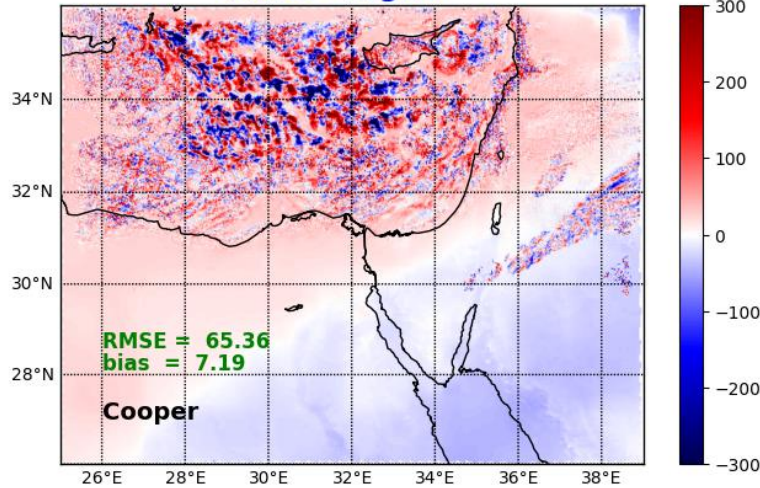 300
34°N
200
100
32°N
0
30°N
−100
RMSE = 65.36
bias = 7.19
28°N
−200
Cooper
−300
26°E 28°E 30°E 32°E 34°E 36°E 38°E